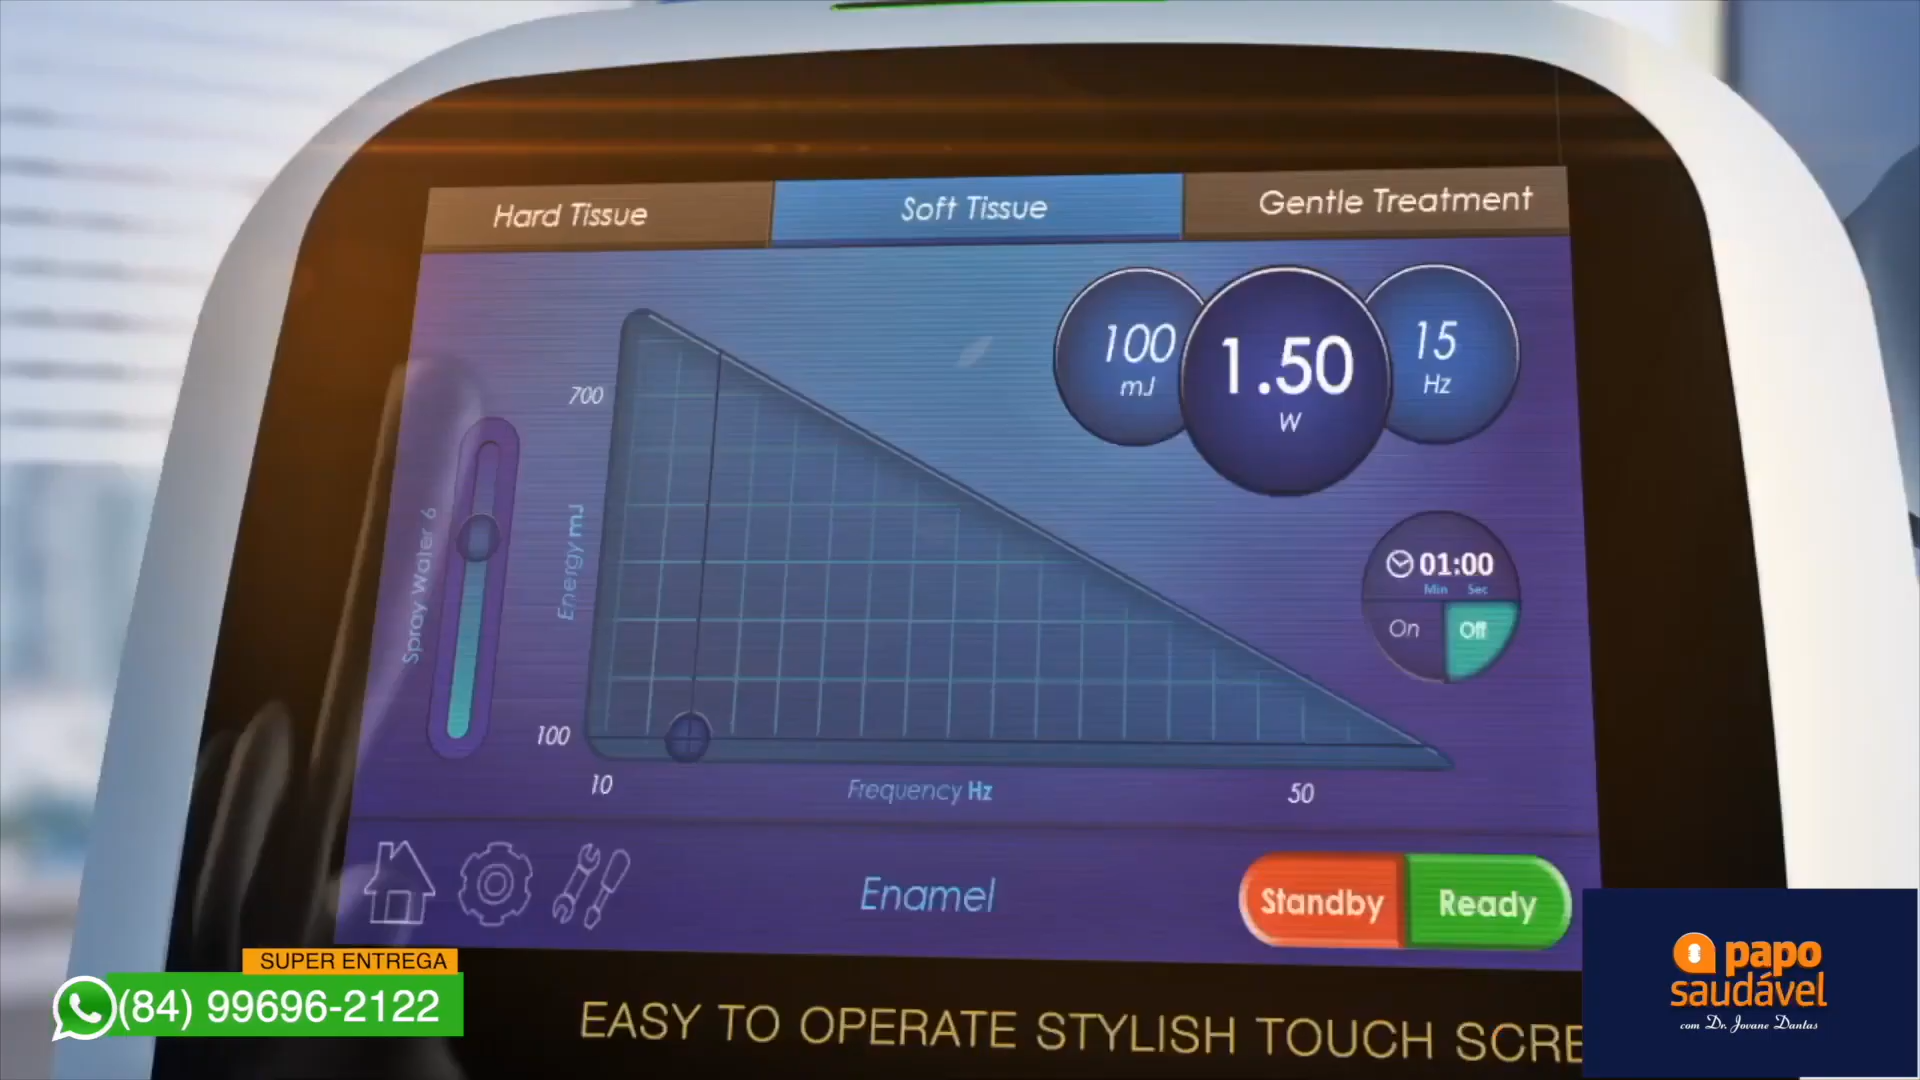 Hard Tissue
Soft Tissue
Gentle Treatment
100
mJ
1.50
W
15
Hz
700
Energy mJ
Spray Water 6
01:00
Min Sec
On
Off
100
10
Frequency Hz
50
Enamel
Standby
Ready
SUPER ENTREGA
(84) 99696-2122
EASY TO OPERATE STYLISH TOUCH SCRE
papo
saudável
com Dr. Jovane Dantas